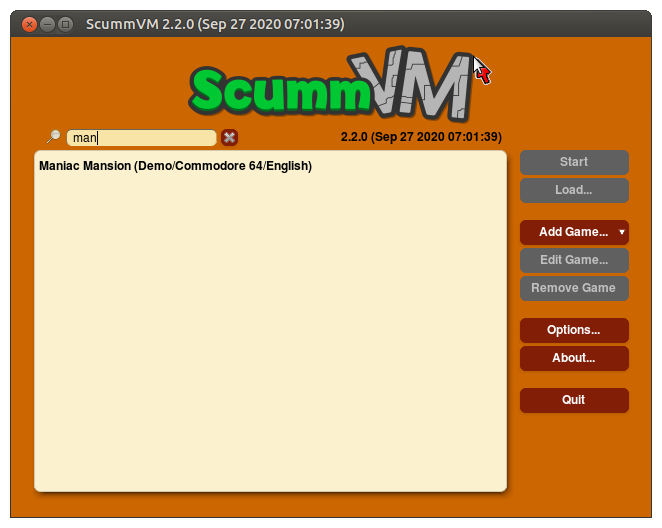 ScummVM 2.2.0 (Sep 27 2020 07:01:39)
ScummVM
man
2.2.0 (Sep 27 2020 07:01:39)
Maniac Mansion (Demo/Commodore 64/English)
Start
Load...
Add Game...
Edit Game...
Remove Game
Options...
About...
Quit